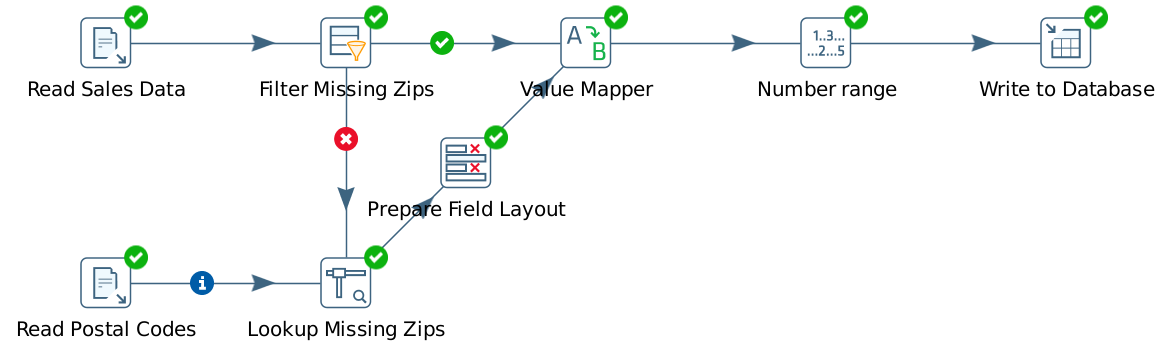 Read Sales Data
Filter Missing Zips
A
B
Value Mapper
1..3...
...2...5
Number range
Write to Database
Prepare Field Layout
i
Read Postal Codes
Lookup Missing Zips